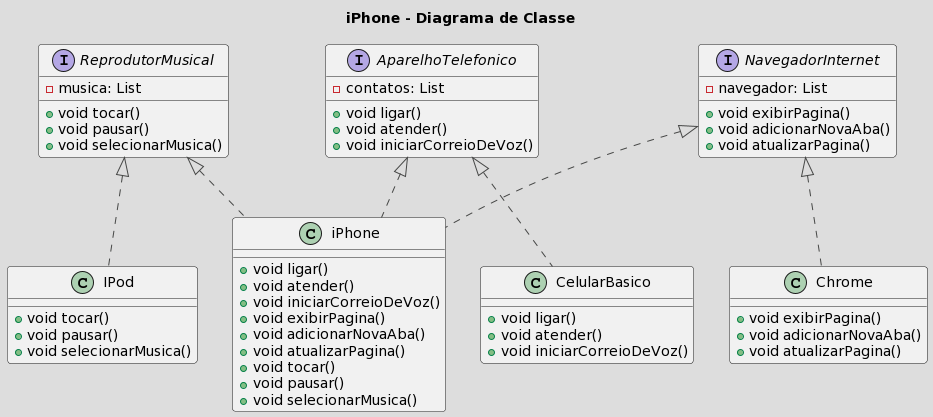 iPhone - Diagrama de Classe
I ReprodutorMusical
musica: List
void tocar()
void pausar()
void selecionarMusica()
I AparelhoTelefonico
contatos: List
void ligar()
void atender()
void iniciarCorreioDeVoz()
I NavegadorInternet
navegador: List
void exibirPagina()
void adicionarNovaAba()
void atualizarPagina()
C IPod
void tocar()
void pausar()
void selecionarMusica()
C iPhone
void ligar()
void atender()
void iniciarCorreioDeVoz()
void exibirPagina()
void adicionarNovaAba()
void atualizarPagina()
void tocar()
void pausar()
void selecionarMusica()
C CelularBasico
void ligar()
void atender()
void iniciarCorreioDeVoz()
C Chrome
void exibirPagina()
void adicionarNovaAba()
void atualizarPagina()